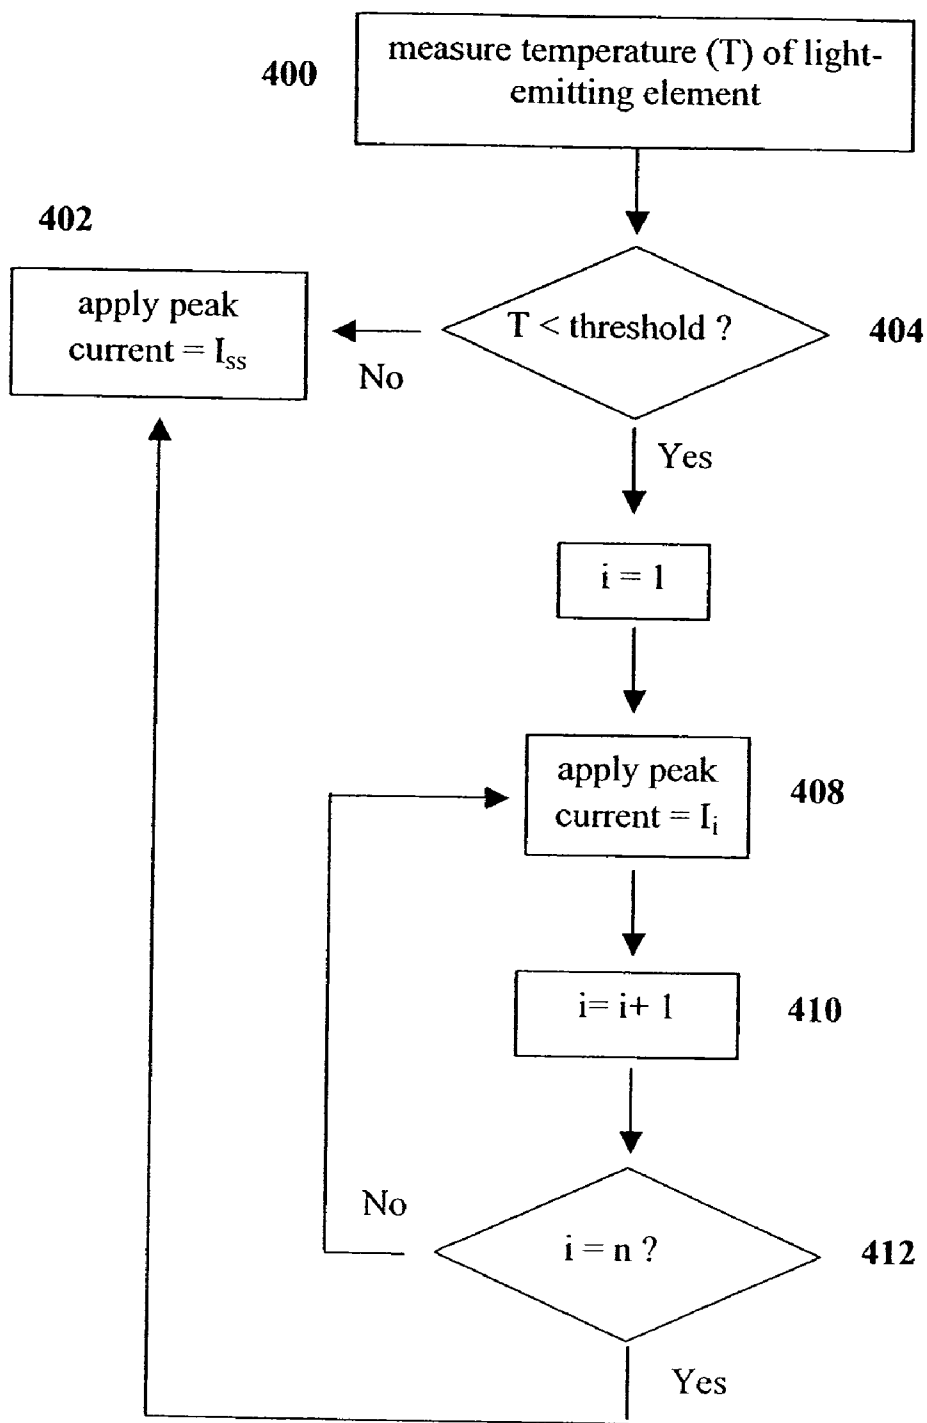 measure temperature (T) of light-
emitting element
400
402
apply peak
current = Iss
No
T < threshold ?
404
Yes
i = 1
apply peak
current = Ii
408
i= i+ 1
410
No
i = n ?
412
Yes